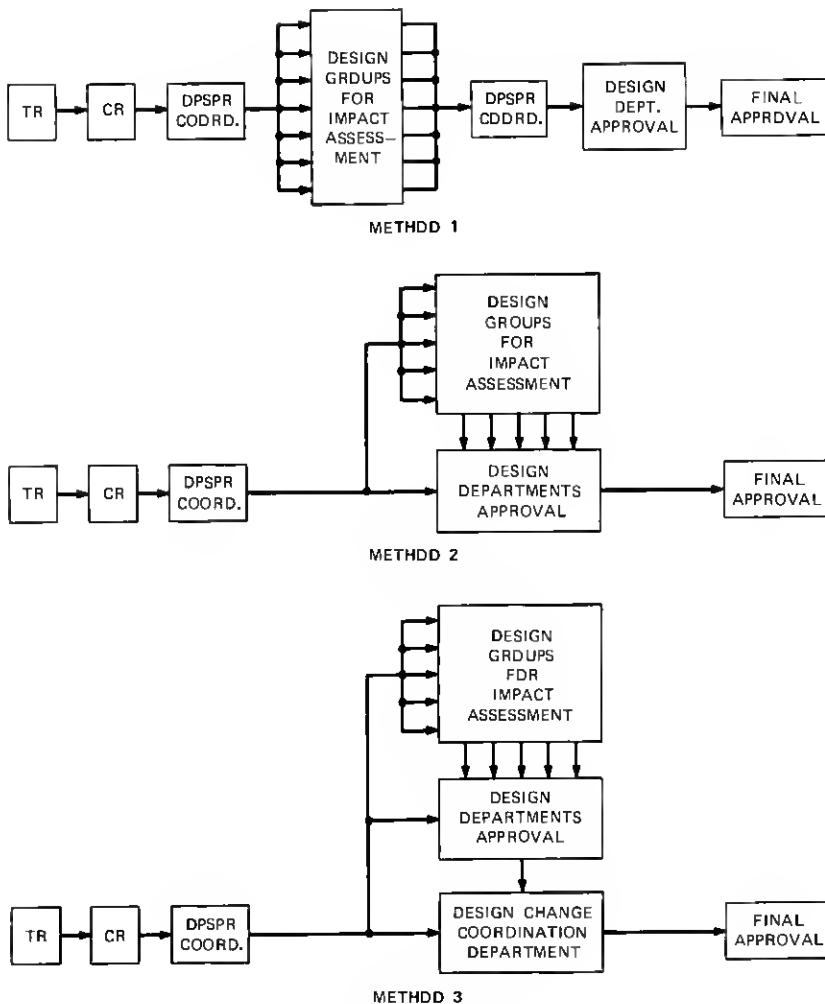 TR
CR
DPSPR
CODRD.
DESIGN
GRDUPS
FOR
IMPACT
ASSESS–
MENT
DPSPR
CDDRD.
DESIGN
DEPT.
APPROVAL
FINAL
APPRDVAL
METHDD 1
DESIGN
GROUPS
FOR
IMPACT
ASSESSMENT
TR
CR
DPSPR
COORD.
DESIGN
DEPARTMENTS
APPROVAL
FINAL
APPROVAL
METHDD 2
DESIGN
GRDUPS
FDR
IMPACT
ASSESSMENT
DESIGN
DEPARTMENTS
APPROVAL
TR
CR
DPSPR
COORD.
DESIGN CHANGE
COORDINATION
DEPARTMENT
FINAL
APPROVAL
METHDD 3